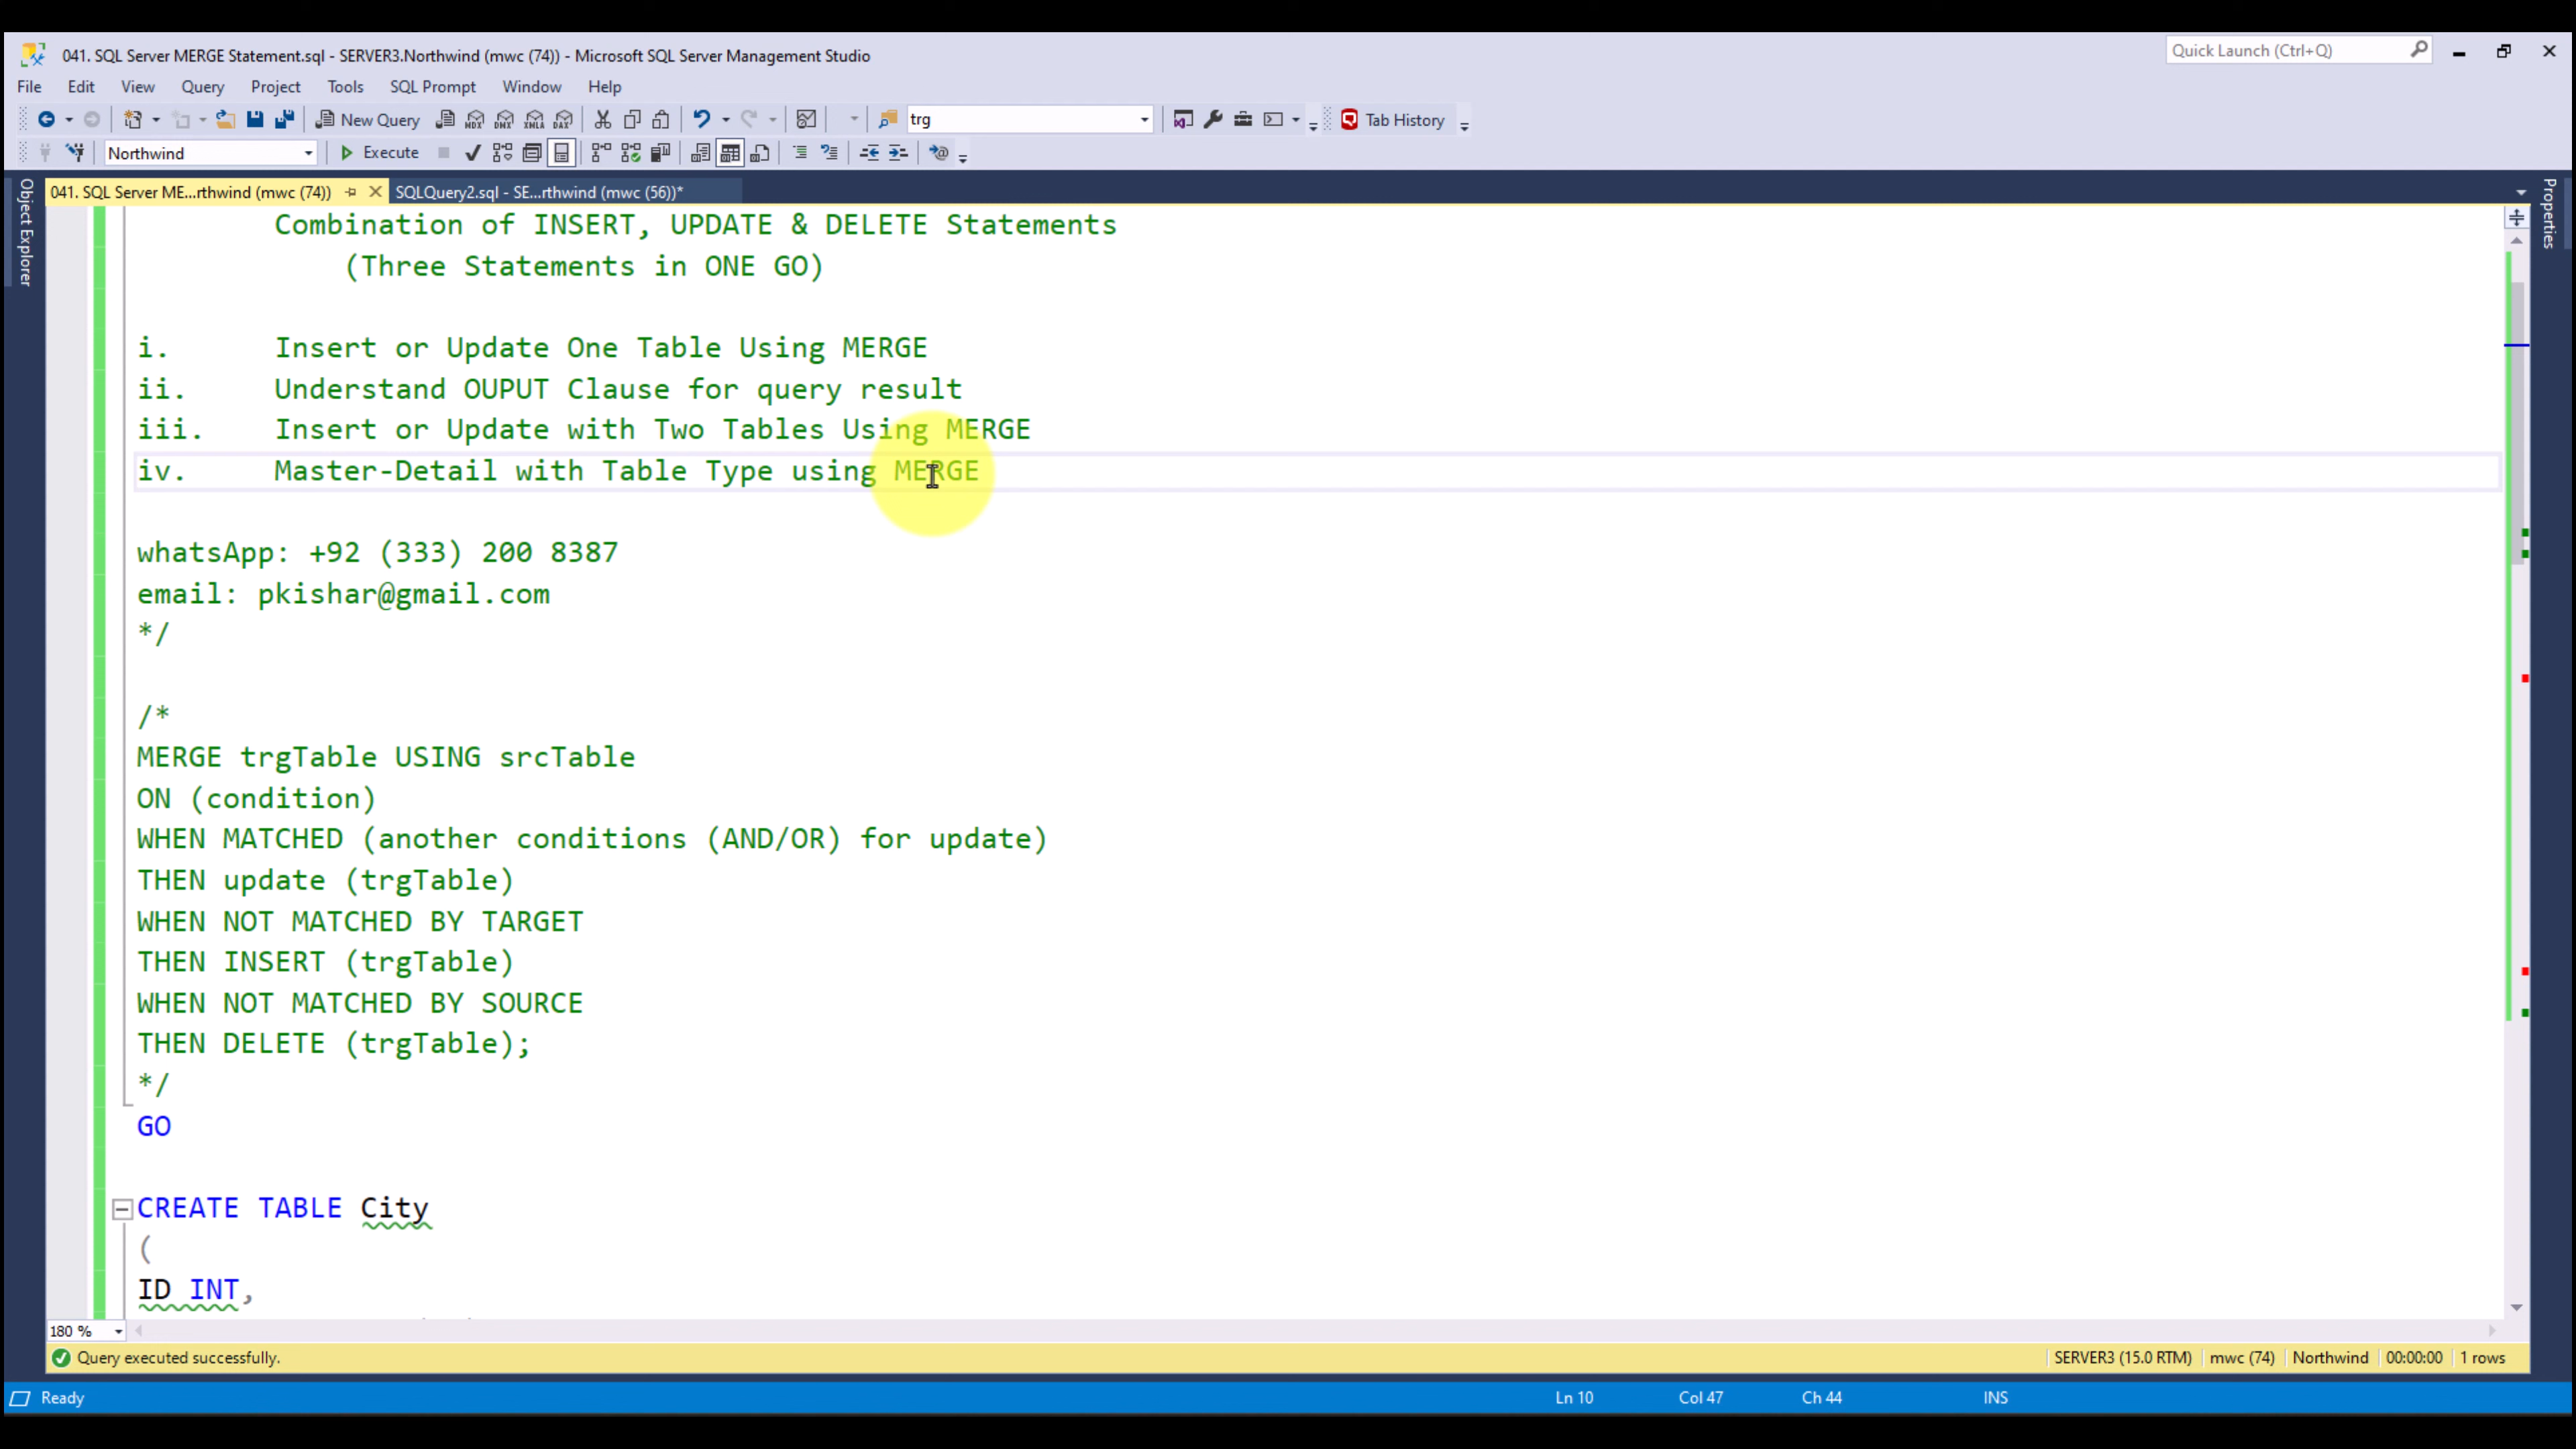 041. SQL Server MERGE Statement.sql - SERVER3.Northwind (mwc (74)) - Microsoft SQL Server Management Studio
Quick Launch (Ctrl+Q)
File Edit View Query Project Tools SQL Prompt Window Help
New Query MDX DMX XMLA DAX trg Tab History
Northwind Execute
Object Explorer
041. SQL Server ME...rthwind (mwc (74)) SQLQuery2.sql - SE...rthwind (mwc (56))*
Properties
Combination of INSERT, UPDATE & DELETE Statements
(Three Statements in ONE GO)
i. Insert or Update One Table Using MERGE
ii. Understand OUPUT Clause for query result
iii. Insert or Update with Two Tables Using MERGE
iv. Master-Detail with Table Type using MERGE
whatsApp: +92 (333) 200 8387
email: pkishar@gmail.com
*/
/*
MERGE trgTable USING srcTable
ON (condition)
WHEN MATCHED (another conditions (AND/OR) for update)
THEN update (trgTable)
WHEN NOT MATCHED BY TARGET
THEN INSERT (trgTable)
WHEN NOT MATCHED BY SOURCE
THEN DELETE (trgTable);
*/
GO
CREATE TABLE City
(
ID INT,
180 %
Query executed successfully. SERVER3 (15.0 RTM) mwc (74) Northwind 00:00:00 1 rows
Ready Ln 10 Col 47 Ch 44 INS